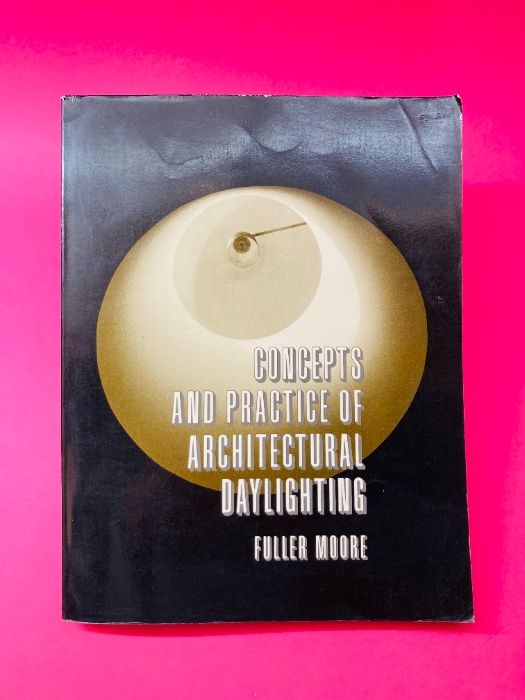 CONCEPTS
AND PRACTICE OF
ARCHITECTURAL
DAYLIGHTING
FULLER MOORE